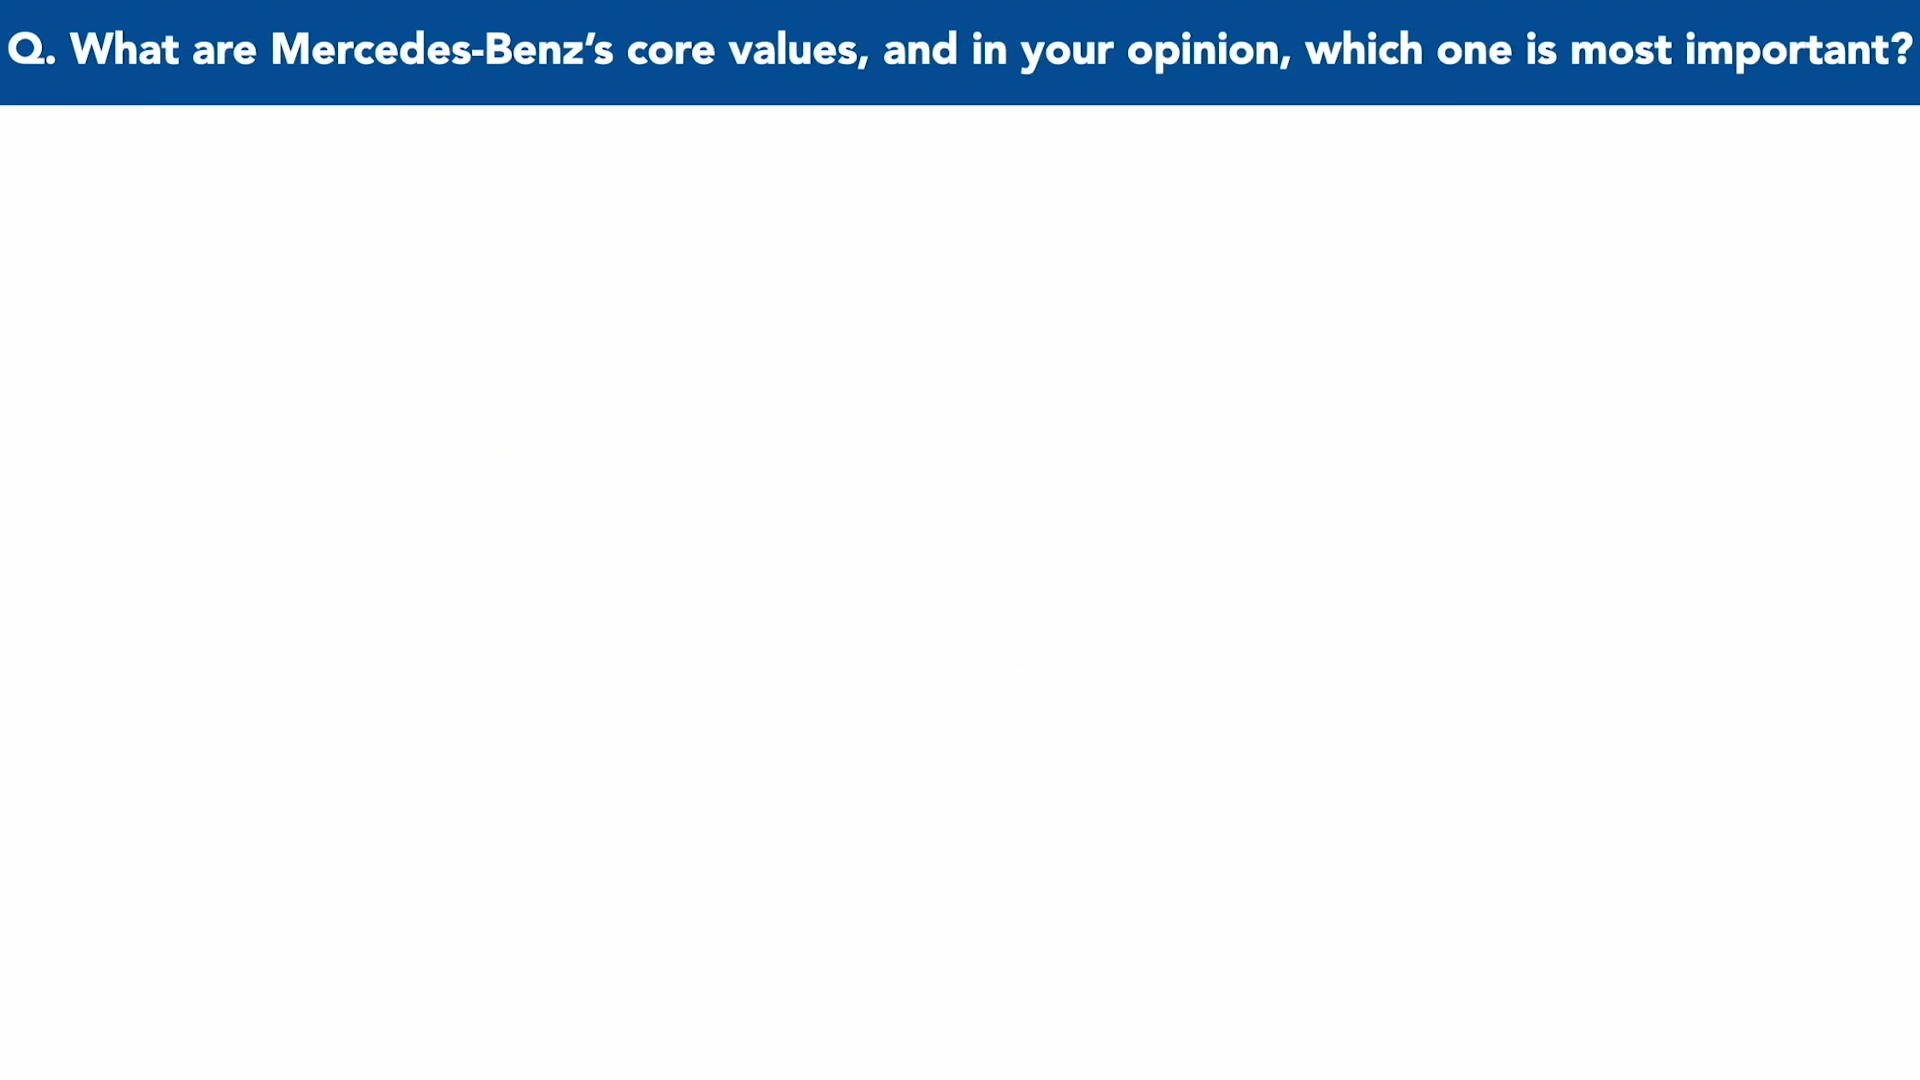 Q. What are Mercedes-Benz’s core values, and in your opinion, which one is most important?